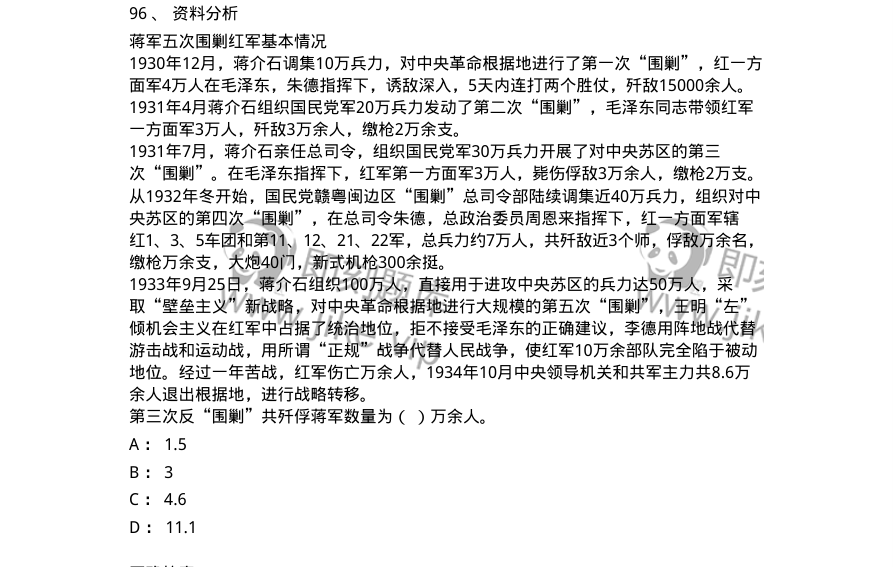 96 、 资料分析
蒋军五次围剿红军基本情况
1930年12月，蒋介石调集10万兵力，对中央革命根据地进行了第一次“围剿”，红一方
面军4万人在毛泽东，朱德指挥下，诱敌深入，5天内连打两个胜仗，歼敌15000余人。
1931年4月蒋介石组织国民党军20万兵力发动了第二次“围剿”，毛泽东同志带领红军
一方面军3万人，歼敌3万余人，缴枪2万余支。
1931年7月，蒋介石亲任总司令，组织国民党军30万兵力开展了对中央苏区的第三
次“围剿”。在毛泽东指挥下，红军第一方面军3万人，毙伤俘敌3万余人，缴枪2万支。
从1932年冬开始，国民党赣粤闽边区“围剿”总司令部陆续调集近40万兵力，组织对中
央苏区的第四次“围剿”，在总司令朱德，总政治委员周恩来指挥下，红一方面军辖
红1、3、5车团和第11、12、21、22军，总兵力约7万人，共歼敌近3个师，俘敌万余名，
缴枪万余支，大炮40门，新式机枪300余挺。
1933年9月25日，蒋介石组织100万人，直接用于进攻中央苏区的兵力达50万人，采
取“壁垒主义”新战略，对中央革命根据地进行大规模的第五次“围剿”，王明“左”
倾机会主义在红军中占据了练治地位，拒不接受毛泽东的正确建议，李德用阵地战代替
游击战和运动战，用所谓“正规”战争代替人民战争，使红军10万余部队完全陷于被动
地位。经过一年苦战，红军伤亡万余人，1934年10月中央领导机关和共军主力共8.6万
余人退出根据地，进行战略转移。
第三次反“围剿”共歼俘蒋军数量为（ ）万余人。
A： 1.5
B： 3
C： 4.6
D： 11.1